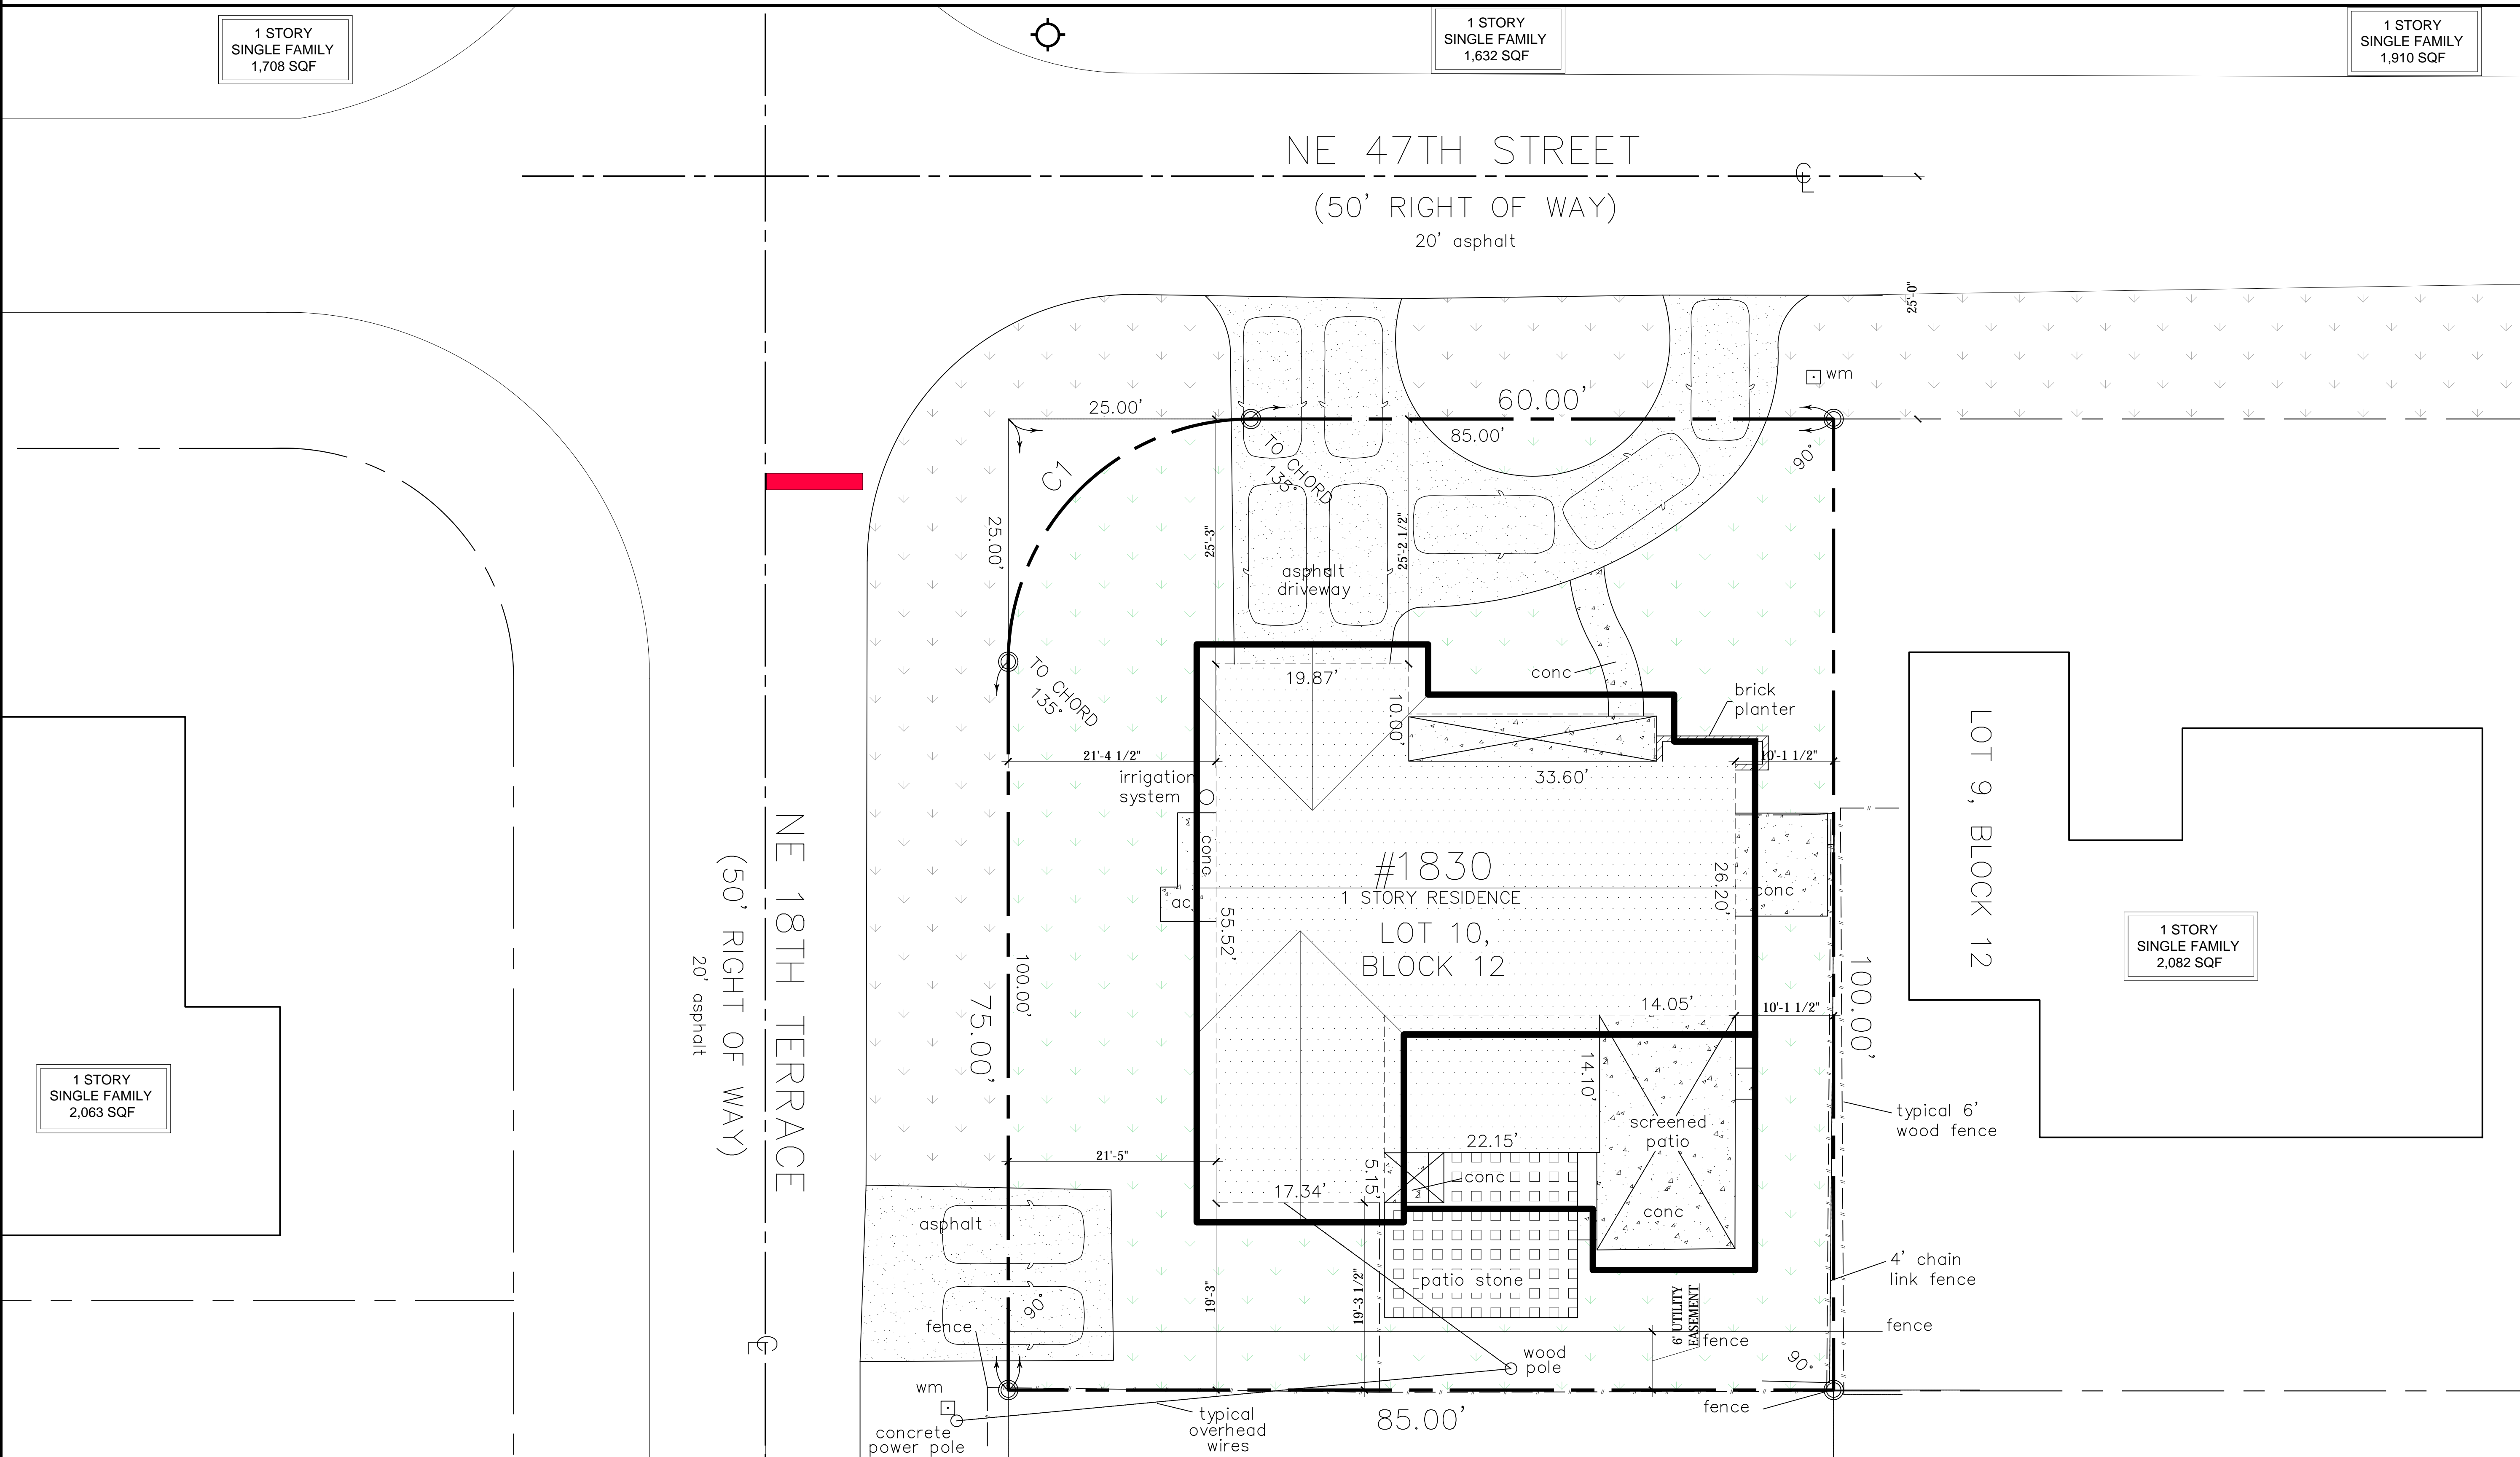 1 STORY
SINGLE FAMILY
1,708 SQF
1 STORY
SINGLE FAMILY
1,632 SQF
1 STORY
SINGLE FAMILY
1,910 SQF
NE 47TH STREET
CL
(50' RIGHT OF WAY)
20' asphalt
25'-0"
wm
60.00'
25.00'
85.00'
90°
TO CHORD
135°
C1
25.00'
25'-3"
25'-2 1/2"
asphalt
driveway
TO CHORD
135°
19.87'
conc
brick
planter
10.00'
21'-4 1/2"
10'-1 1/2"
33.60'
irrigation
system
conc
ac
#1830
1 STORY RESIDENCE
LOT 10,
BLOCK 12
26.20'
conc
55.52'
LOT 9, BLOCK 12
1 STORY
SINGLE FAMILY
2,082 SQF
NE 18TH TERRACE
(50' RIGHT OF WAY)
20' asphalt
100.00'
75.00'
100.00'
14.05'
10'-1 1/2"
14.10'
1 STORY
SINGLE FAMILY
2,063 SQF
screened
patio
typical 6'
wood fence
22.15'
21'-5"
5.15'
conc
17.34'
conc
asphalt
4' chain
link fence
patio stone
19'-3"
19'-3 1/2"
6' UTILITY
EASEMENT
90°
fence
fence
fence
CL
wood
pole
90°
wm
85.00'
typical
overhead
wires
fence
concrete
power pole